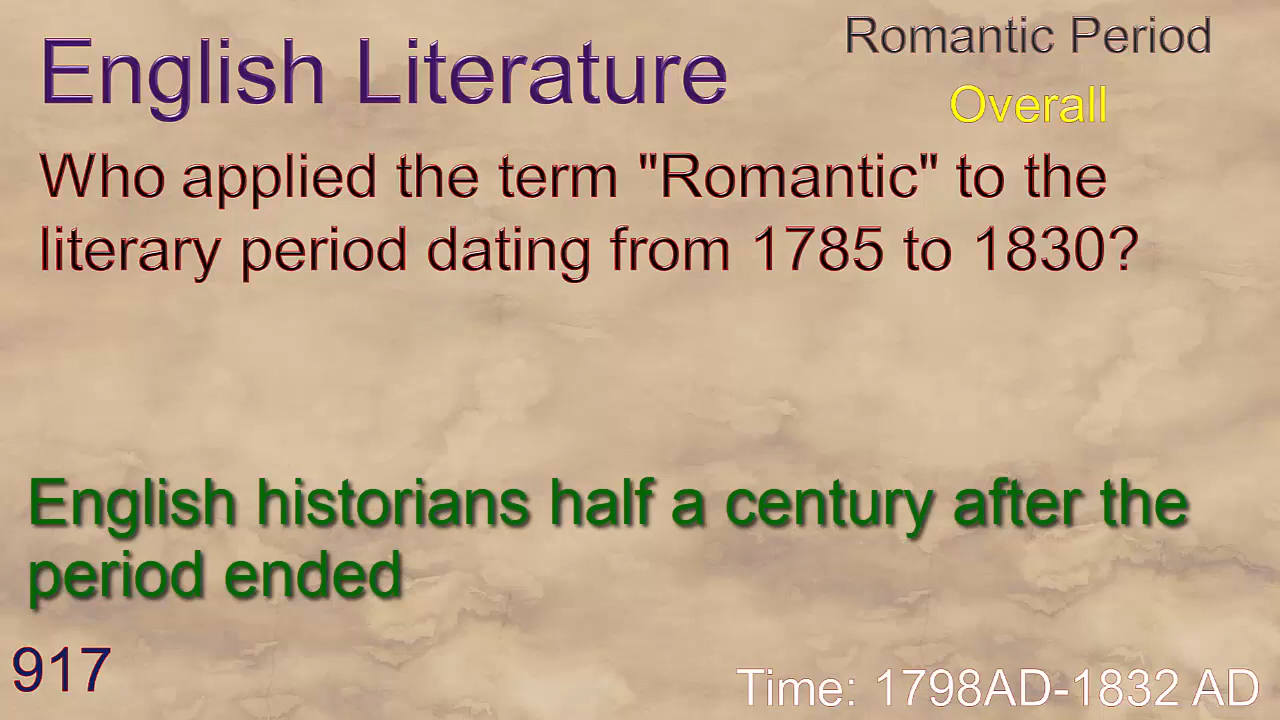 English Literature
Romantic Period
Overall
Who applied the term "Romantic" to the
literary period dating from 1785 to 1830?
English historians half a century after the
period ended
917
Time: 1798AD-1832 AD